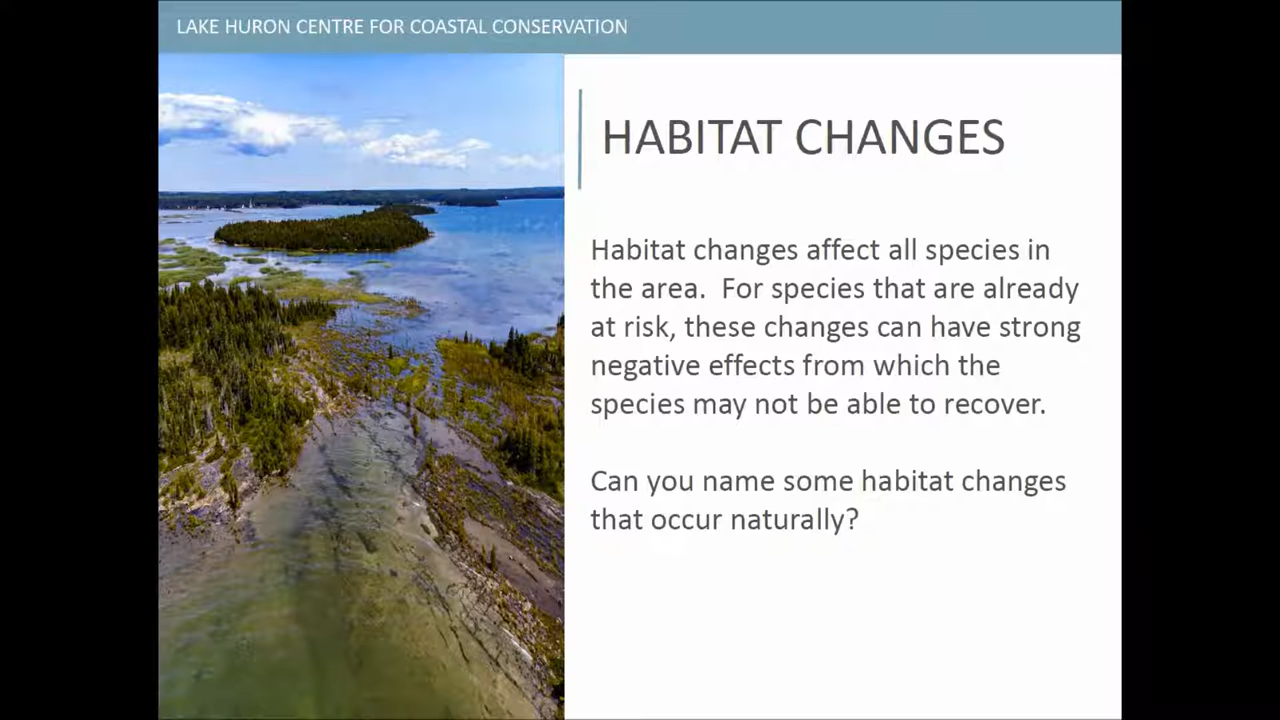 LAKE HURON CENTRE FOR COASTAL CONSERVATION
HABITAT CHANGES
Habitat changes affect all species in
the area.  For species that are already
at risk, these changes can have strong
negative effects from which the
species may not be able to recover.
Can you name some habitat changes
that occur naturally?